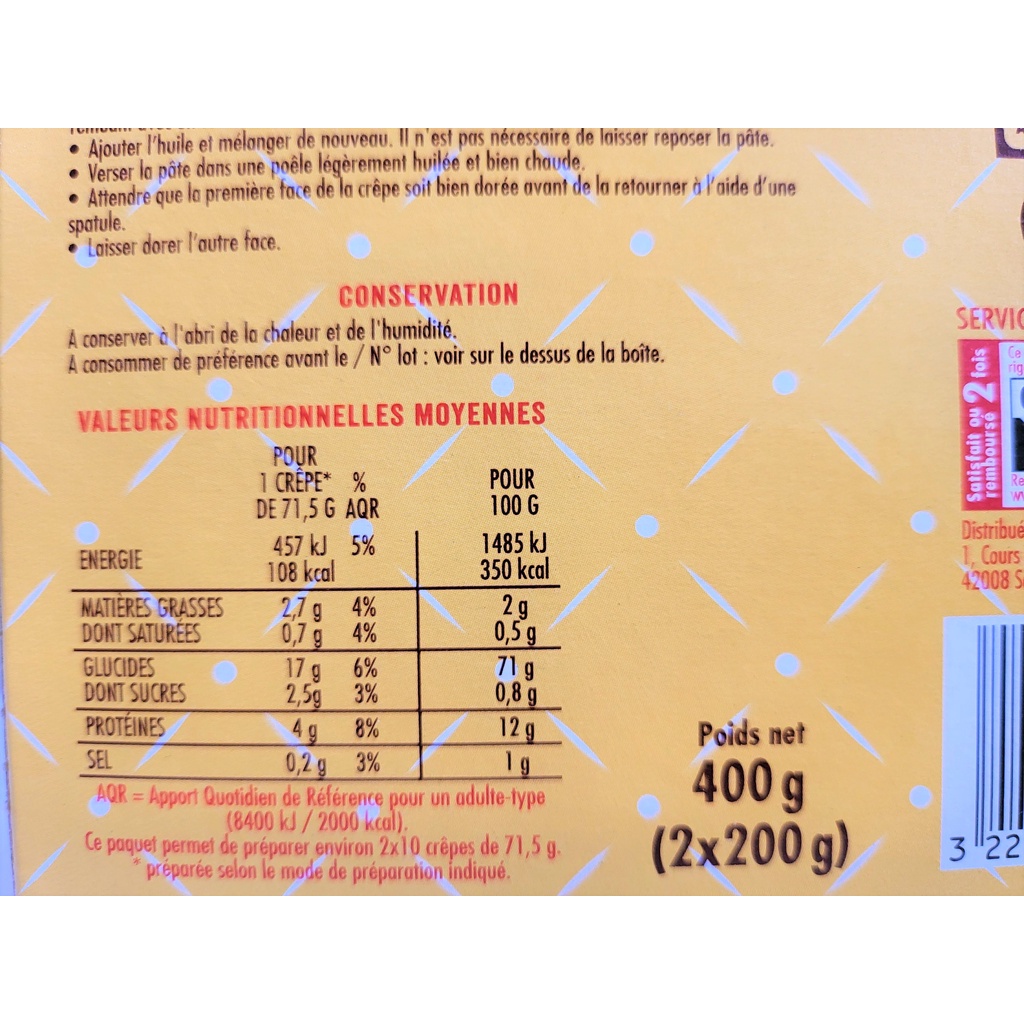 • Ajouter l'huile et mélanger de nouveau. Il n'est pas nécessaire de laisser reposer la pâte.
• Verser la pâte dans une poêle légèrement huilée et bien chaude.
• Attendre que la première face de la crêpe soit bien dorée avant de la retourner à l'aide d'une
spatule.
• Laisser dorer l'autre face.
CONSERVATION
A conserver à l'abri de la chaleur et de l'humidité.
A consommer de préférence avant le / N° lot : voir sur le dessus de la boîte.
VALEURS NUTRITIONNELLES MOYENNES
POUR
1 CRÊPE* % POUR
DE 71,5 G AQR 100 G
ENERGIE 457 kJ 5% 1485 kJ
108 kcal 350 kcal
MATIÈRES GRASSES 2,7 g 4% 2 g
DONT SATURÉES 0,7 g 4% 0,5 g
GLUCIDES 17 g 6% 71 g
DONT SUCRES 2,5g 3% 0,8 g
PROTÉINES 4 g 8% 12 g
SEL 0,2 g 3% 1 g
AQR = Apport Quotidien de Référence pour un adulte-type
(8400 kJ / 2000 kcal).
Ce paquet permet de préparer environ 2x10 crêpes de 71,5 g.
* préparée selon le mode de préparation indiqué.
Poids net
400 g
(2x200 g)
Satisfait ou 2 fois
remboursé
Ce
Distribué
1, Cours
42008 S
3 22